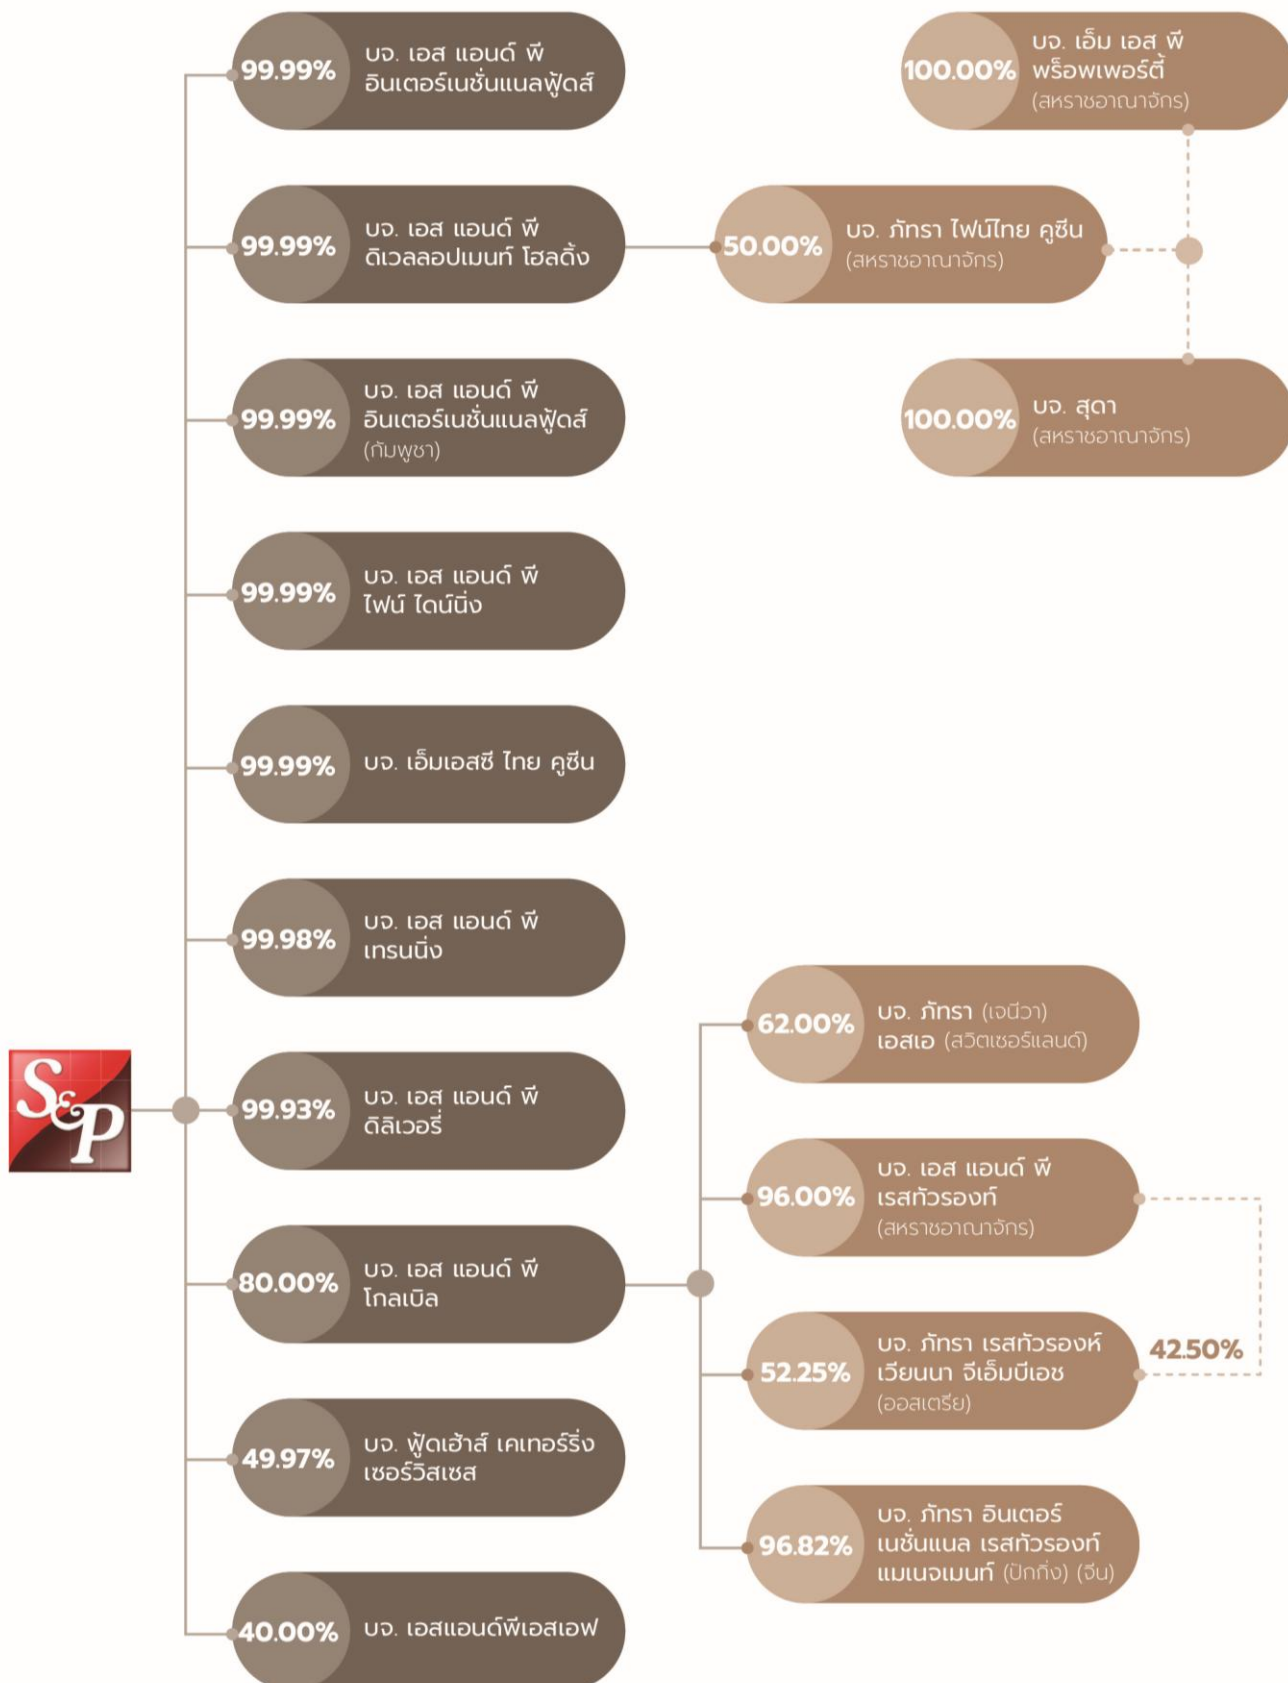 99.99%
บจ. เอส แอนด์ พี
อินเตอร์เนชั่นแนลฟู้ดส์
100.00%
บจ. เอ็ม เอส พี
พร็อพเพอร์ตี้
(สหราชอาณาจักร)
99.99%
บจ. เอส แอนด์ พี
ดิเวลลอปเมนท์ โฮลดิ้ง
50.00%
บจ. ภัทรา ไฟน์ไทย คูซีน
(สหราชอาณาจักร)
99.99%
บจ. เอส แอนด์ พี
อินเตอร์เนชั่นแนลฟู้ดส์
(กัมพูชา)
100.00%
บจ. สุดา
(สหราชอาณาจักร)
99.99%
บจ. เอส แอนด์ พี
ไฟน์ ไดน์นิ่ง
99.99%
บจ. เอ็มเอสซี ไทย คูซีน
99.98%
บจ. เอส แอนด์ พี
เทรนนิ่ง
S&P
99.93%
บจ. เอส แอนด์ พี
ดิลิเวอรี่
62.00%
บจ. ภัทรา (เจนีวา)
เอสเอ (สวิตเซอร์แลนด์)
96.00%
บจ. เอส แอนด์ พี
เรสทัวรองท์
(สหราชอาณาจักร)
80.00%
บจ. เอส แอนด์ พี
โกลเบิล
52.25%
บจ. ภัทรา เรสทัวรองท์
เวียนนา จีเอ็มบีเอช
(ออสเตรีย)
42.50%
49.97%
บจ. ฟู้ดเฮ้าส์ เคเทอร์ริ่ง
เซอร์วิสเซส
96.82%
บจ. ภัทรา อินเตอร์
เนชั่นแนล เรสทัวรองท์
แมเนจเมนท์ (ปักกิ่ง) (จีน)
40.00%
บจ. เอสแอนด์พีเอสเอฟ